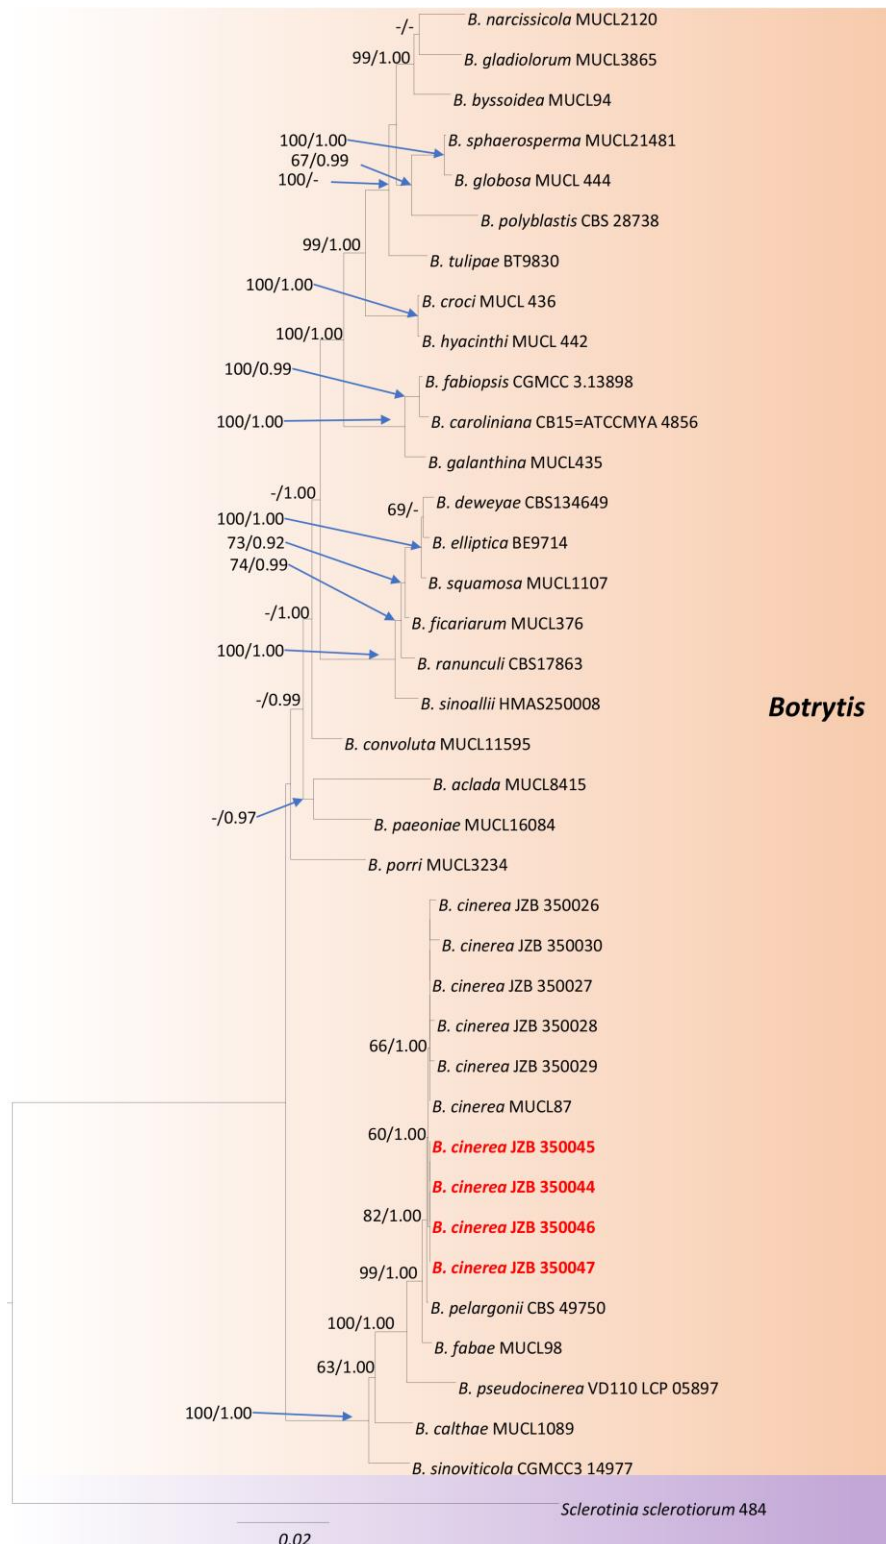 B. narcissicola MUCL2120
-/-
99/1.00
B. gladiolorum MUCL3865
B. byssoidea MUCL94
100/1.00
B. sphaerosperma MUCL21481
67/0.99
100/-
B. globosa MUCL 444
B. polyblastis CBS 28738
99/1.00
B. tulipae BT9830
100/1.00
B. croci MUCL 436
100/1.00
B. hyacinthi MUCL 442
100/0.99
B. fabiopsis CGMCC 3.13898
100/1.00
B. caroliniana CB15=ATCCMYA 4856
B. galanthina MUCL435
-/1.00
B. deweyae CBS134649
69/-
100/1.00
73/0.92
B. elliptica BE9714
74/0.99
B. squamosa MUCL1107
-/1.00
B. ficariarum MUCL376
100/1.00
B. ranunculi CBS17863
-/0.99
B. sinoallii HMAS250008
Botrytis
B. convoluta MUCL11595
B. aclada MUCL8415
-/0.97
B. paeoniae MUCL16084
B. porri MUCL3234
B. cinerea JZB 350026
B. cinerea JZB 350030
B. cinerea JZB 350027
B. cinerea JZB 350028
66/1.00
B. cinerea JZB 350029
B. cinerea MUCL87
60/1.00
B. cinerea JZB 350045
B. cinerea JZB 350044
82/1.00
B. cinerea JZB 350046
99/1.00
B. cinerea JZB 350047
B. pelargonii CBS 49750
100/1.00
B. fabae MUCL98
63/1.00
B. pseudocinerea VD110 LCP 05897
100/1.00
B. calthae MUCL1089
B. sinoviticola CGMCC3 14977
Sclerotinia sclerotiorum 484
0.02